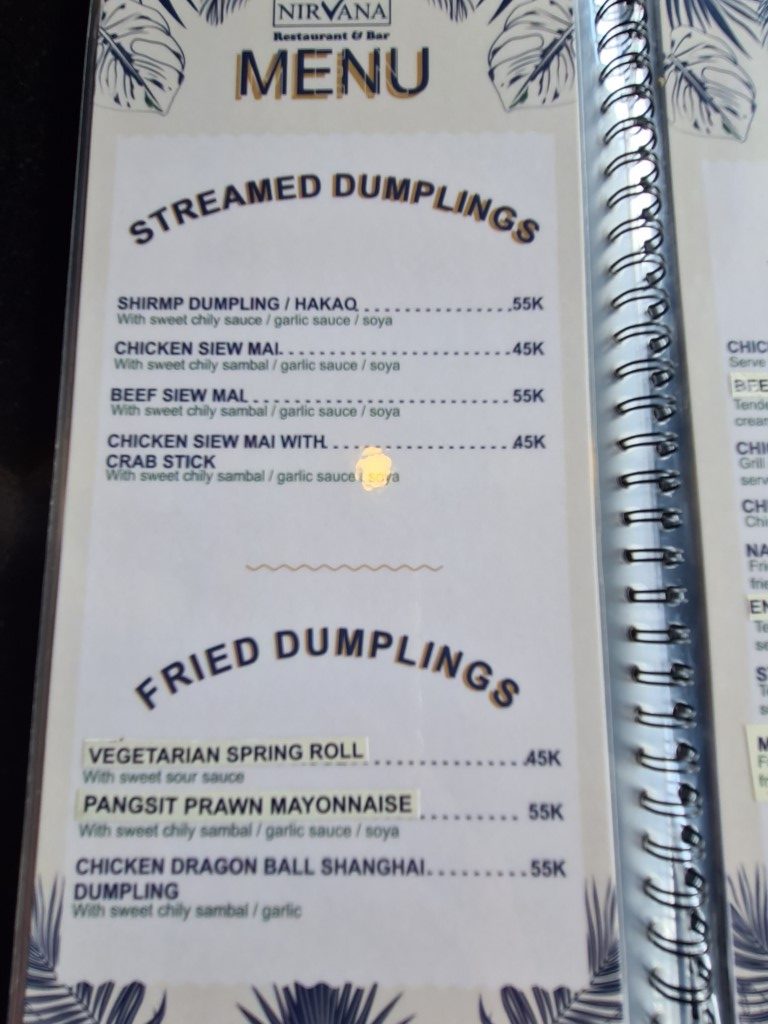 NIRVANA
Restaurant & Bar
MENU
STREAMED DUMPLINGS
SHIRMP DUMPLING / HAKAO 55K
With sweet chily sauce / garlic sauce / soya
CHICKEN SIEW MAI 45K
With sweet chily sambal / garlic sauce / soya
BEEF SIEW MAI 55K
With sweet chily sambal / garlic sauce / soya
CHICKEN SIEW MAI WITH 45K
CRAB STICK
With sweet chily sambal / garlic sauce / soya
FRIED DUMPLINGS
VEGETARIAN SPRING ROLL 45K
With sweet sour sauce
PANGSIT PRAWN MAYONNAISE 55K
With sweet chily sambal / garlic sauce / soya
CHICKEN DRAGON BALL SHANGHAI 55K
DUMPLING
With sweet chily sambal / garlic